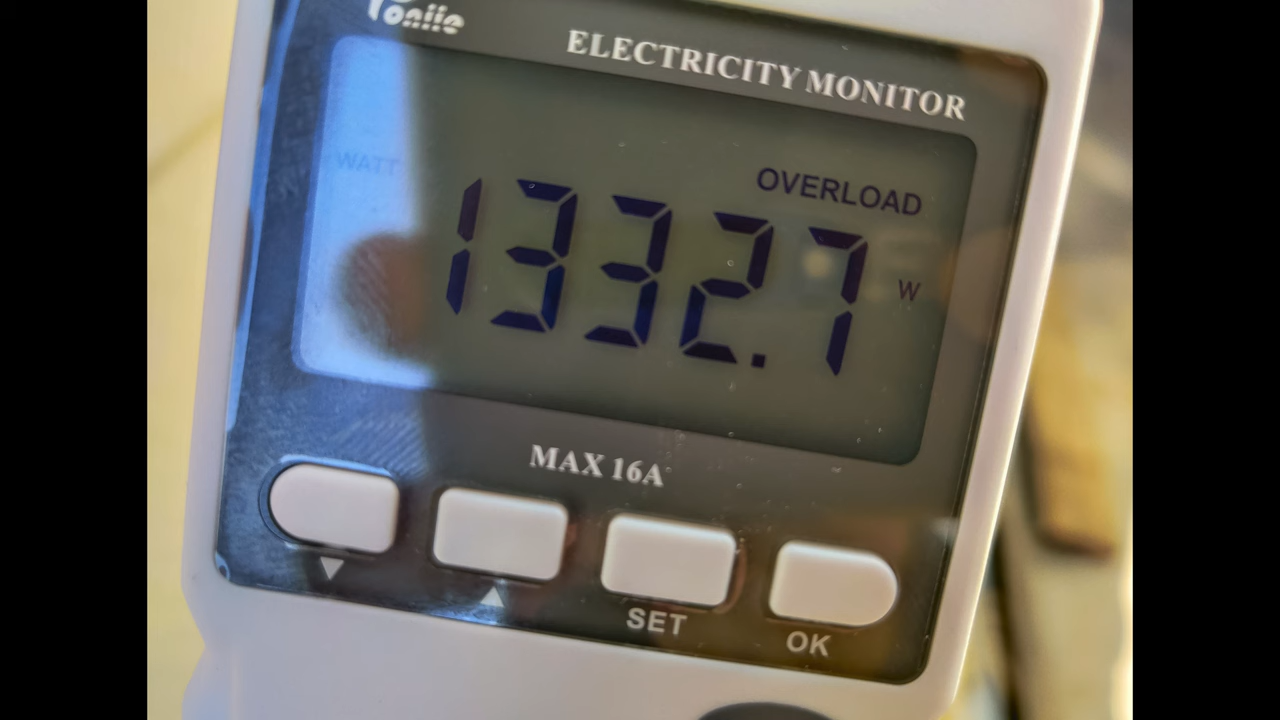 ELECTRICITY MONITOR
WATT
OVERLOAD
1332.7 W
MAX 16A
▼ ▲ SET OK